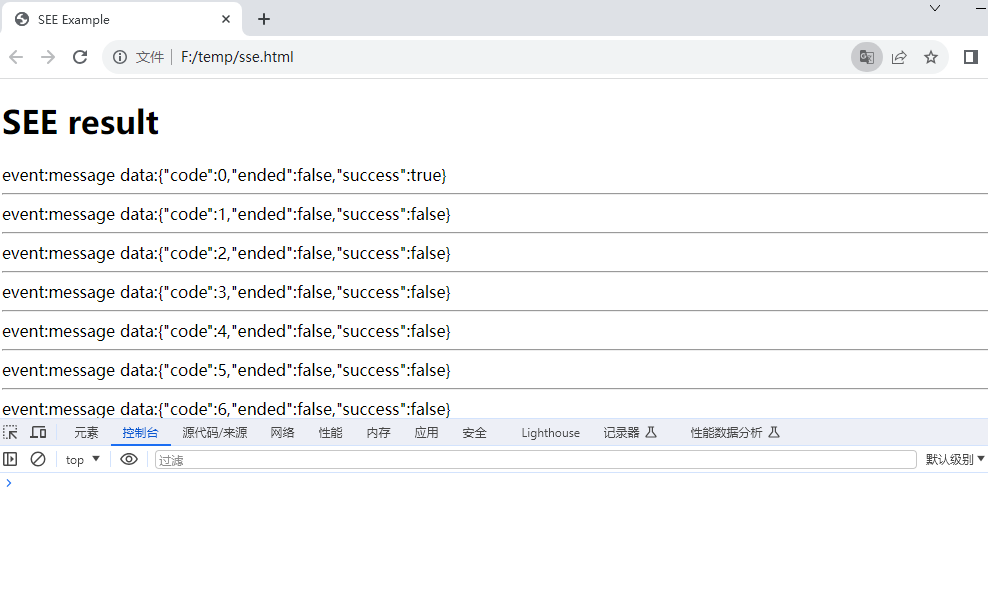 SEE Example
文件 F:/temp/sse.html
SEE result
event:message data:{"code":0,"ended":false,"success":true}
event:message data:{"code":1,"ended":false,"success":false}
event:message data:{"code":2,"ended":false,"success":false}
event:message data:{"code":3,"ended":false,"success":false}
event:message data:{"code":4,"ended":false,"success":false}
event:message data:{"code":5,"ended":false,"success":false}
event:message data:{"code":6,"ended":false,"success":false}
元素 控制台 源代码/来源 网络 性能 内存 应用 安全 Lighthouse 记录器 性能数据分析
top 过滤 默认级别